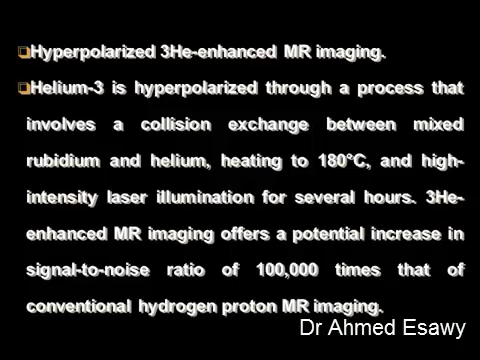 ❑Hyperpolarized 3He-enhanced MR imaging.
❑Helium-3 is hyperpolarized through a process that
involves a collision exchange between mixed
rubidium and helium, heating to 180°C, and high-
intensity laser illumination for several hours. 3He-
enhanced MR imaging offers a potential increase in
signal-to-noise ratio of 100,000 times that of
conventional hydrogen proton MR imaging.
Dr Ahmed Esawy